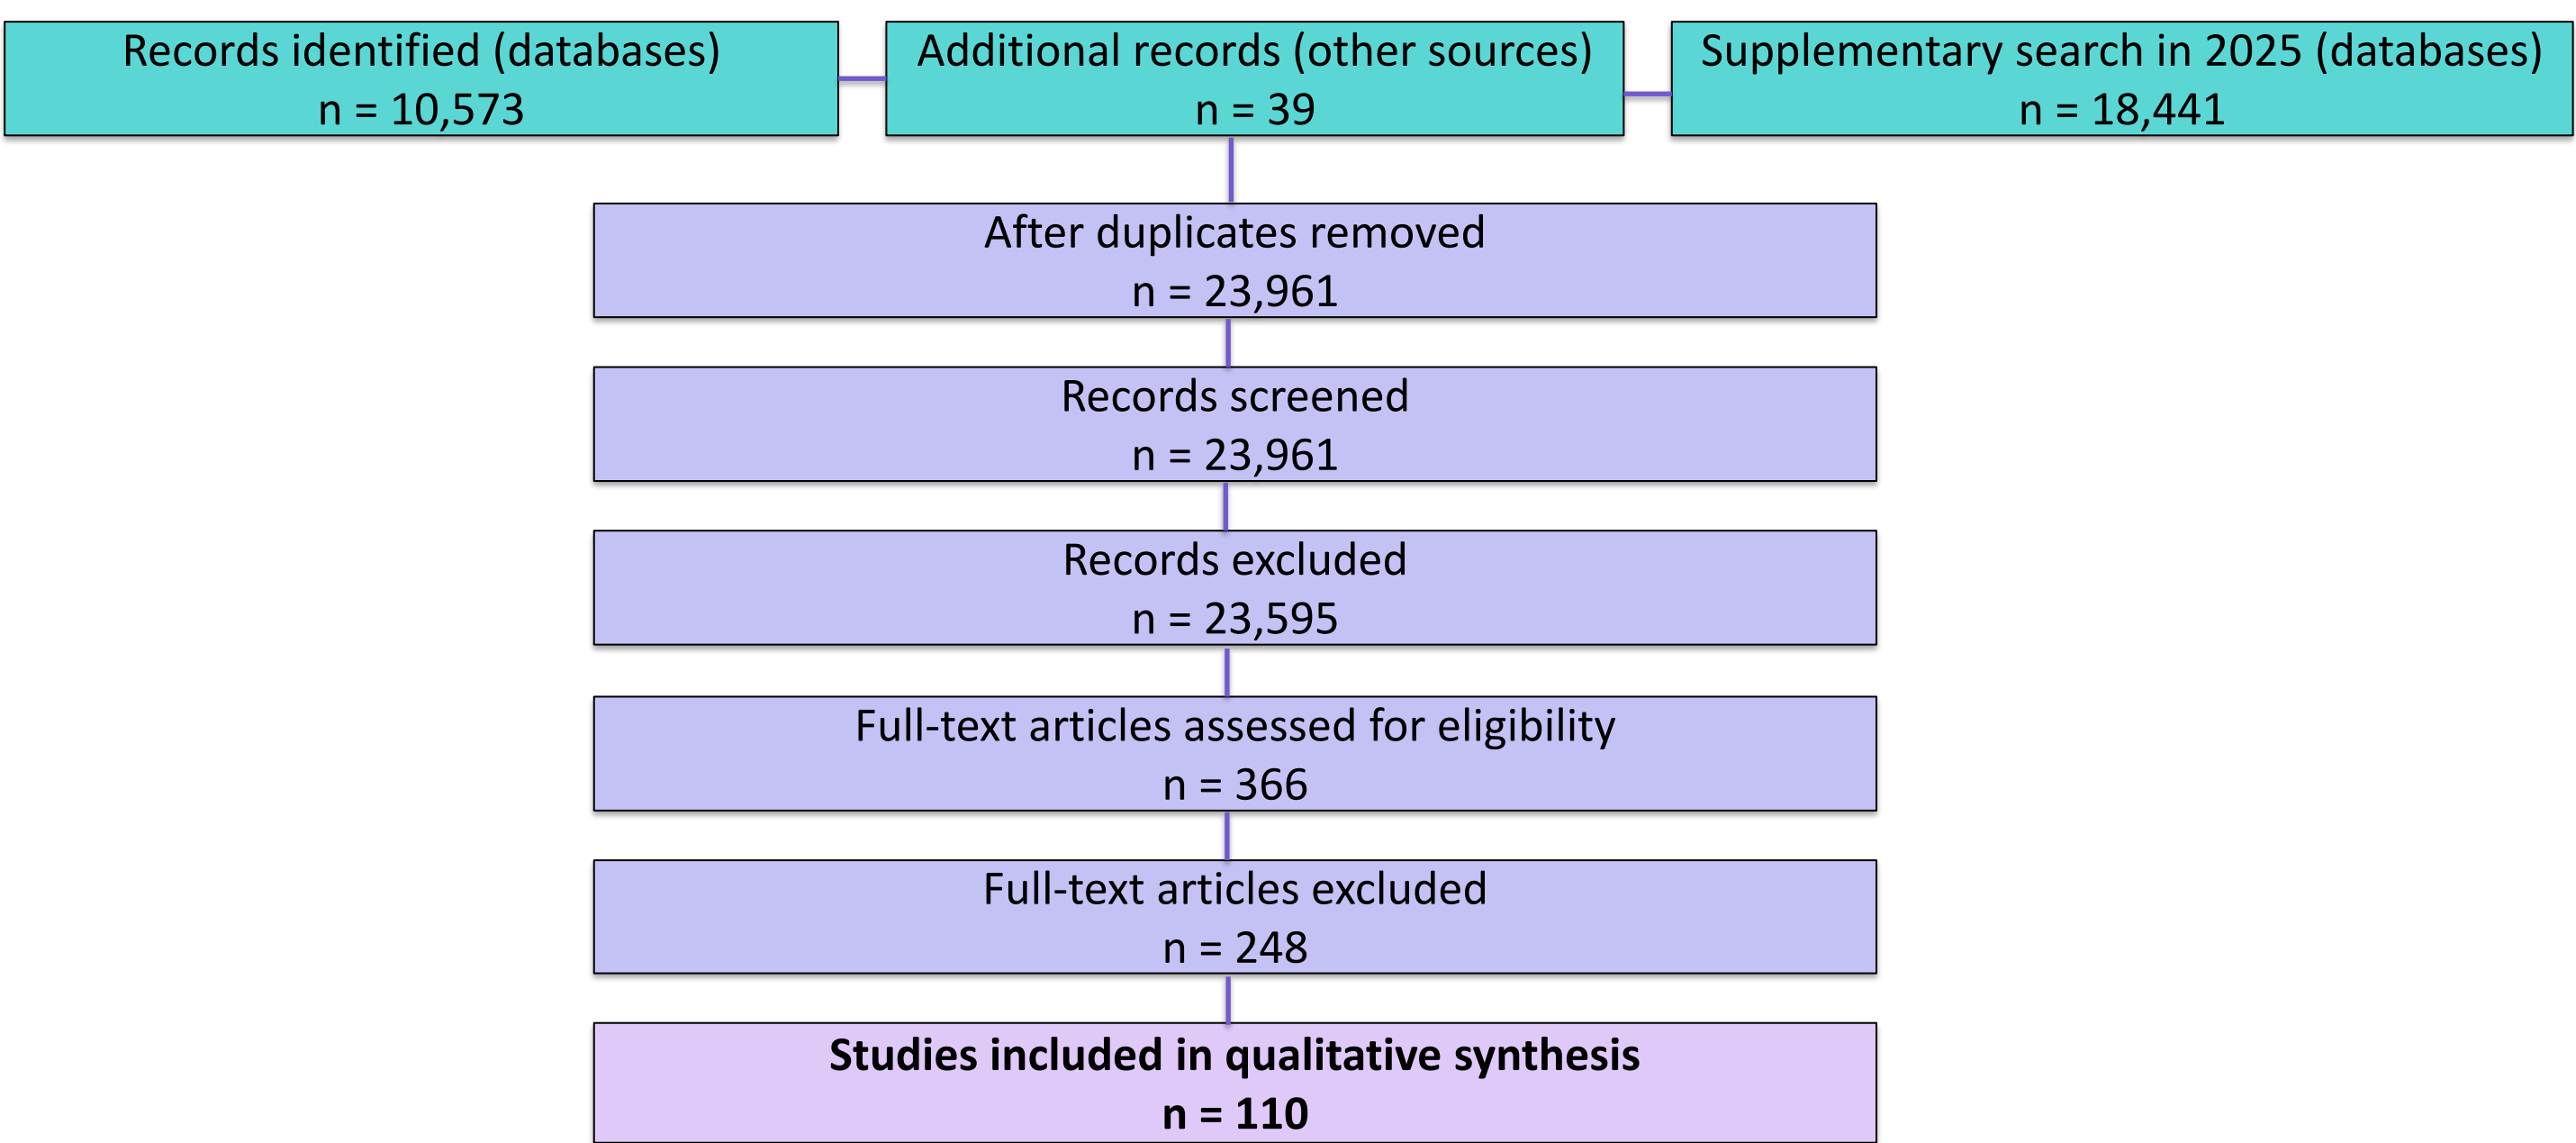 Records identified (databases)
n = 10,573
Additional records (other sources)
n = 39
Supplementary search in 2025 (databases)
n = 18,441
After duplicates removed
n = 23,961
Records screened
n = 23,961
Records excluded
n = 23,595
Full-text articles assessed for eligibility
n = 366
Full-text articles excluded
n = 248
Studies included in qualitative synthesis
n = 110